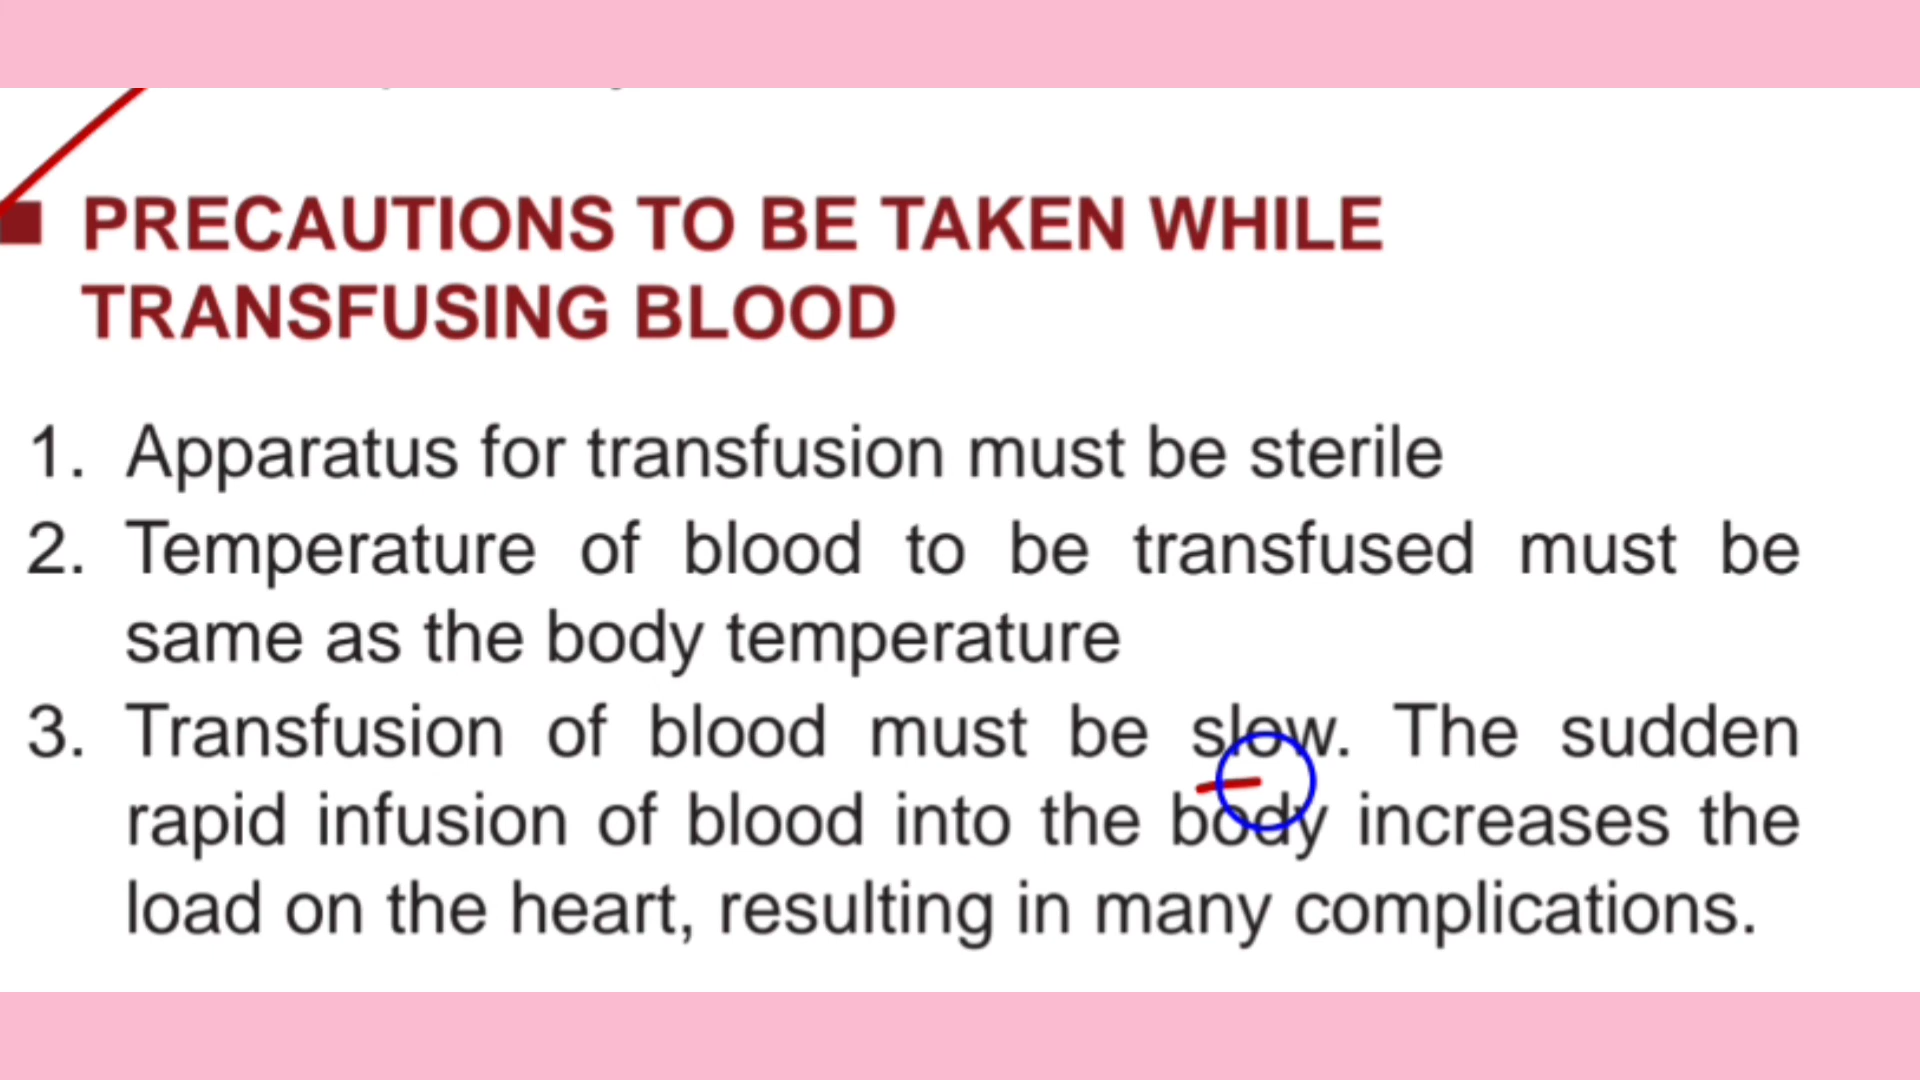 PRECAUTIONS TO BE TAKEN WHILE
TRANSFUSING BLOOD
1. Apparatus for transfusion must be sterile
2. Temperature of blood to be transfused must be
same as the body temperature
3. Transfusion of blood must be slow. The sudden
rapid infusion of blood into the body increases the
load on the heart, resulting in many complications.